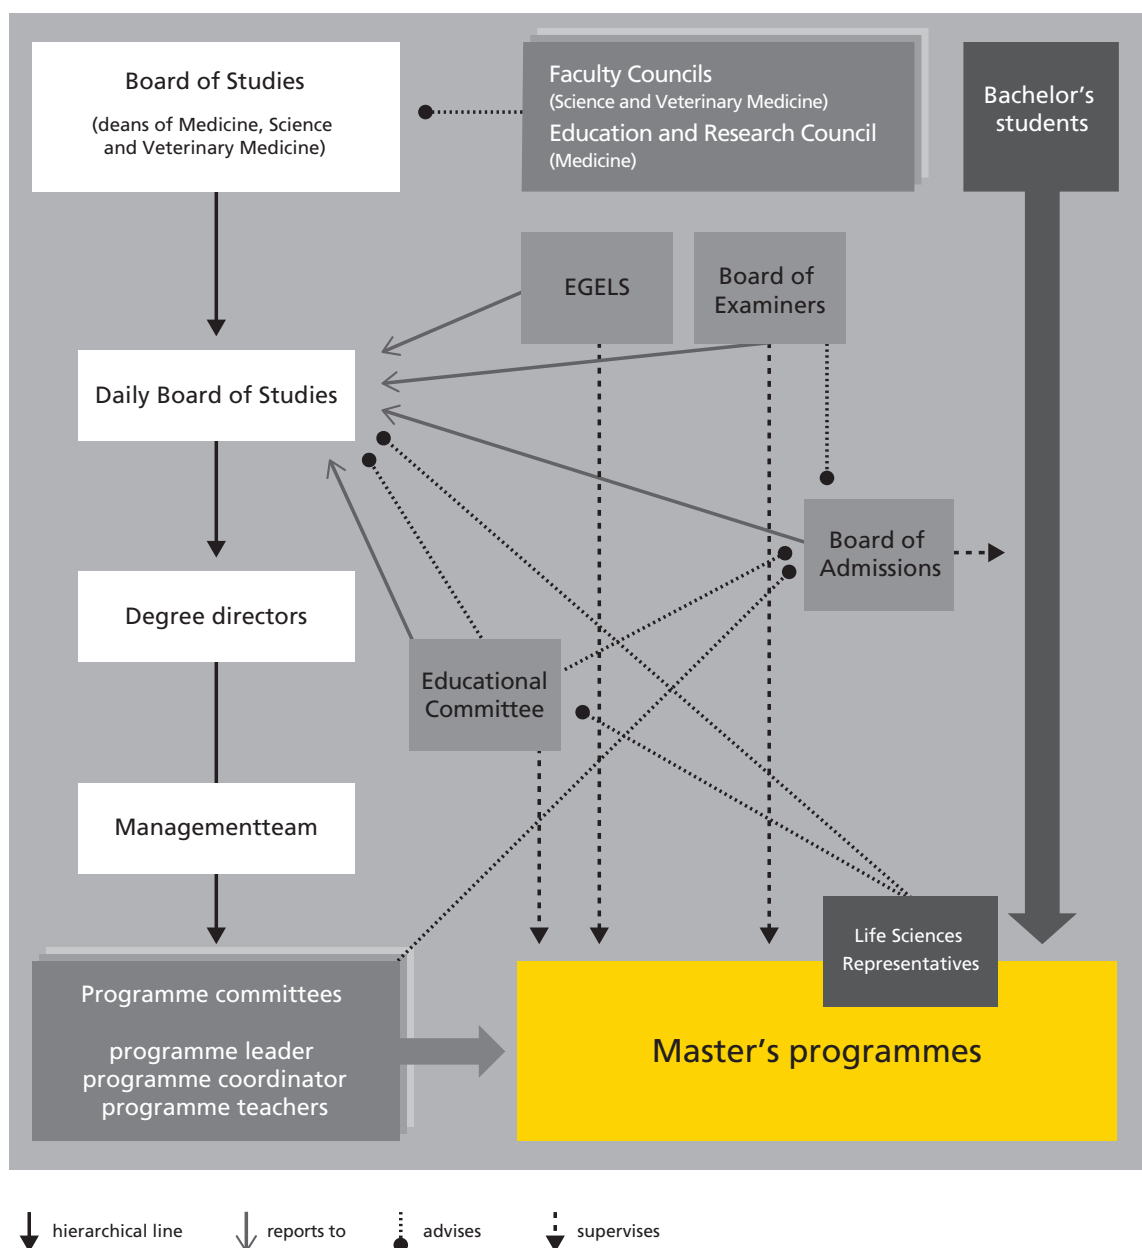 Board of Studies
(deans of Medicine, Science
and Veterinary Medicine)
Faculty Councils
(Science and Veterinary Medicine)
Education and Research Council
(Medicine)
Bachelor’s
students
EGELS
Board of
Examiners
Daily Board of Studies
Board of
Admissions
Degree directors
Educational
Committee
Managementteam
Life Sciences
Representatives
Programme committees
programme leader
programme coordinator
programme teachers
Master’s programmes
hierarchical line
reports to
advises
supervises